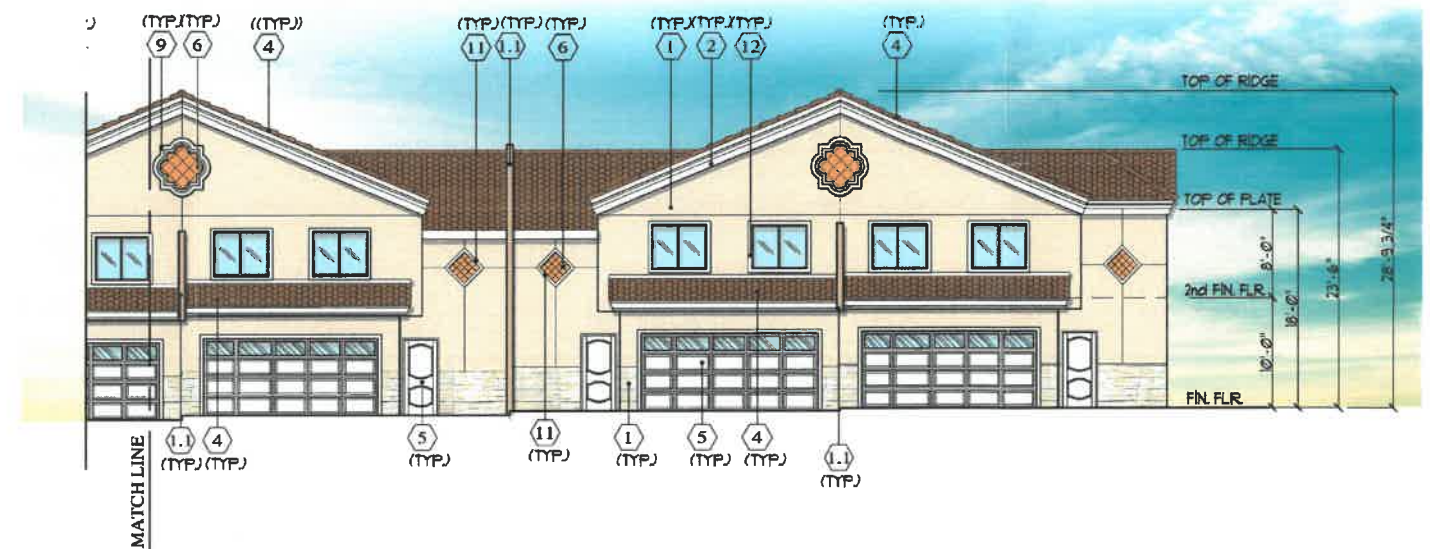 (TYP.)(TYP.) ((TYP.)) (TYP.)(TYP.)(TYP.) (TYP.)(TYP.)(TYP.) (TYP.)
9 6 4 11 1.1 6 1 2 12 4
TOP OF RIDGE
TOP OF RIDGE
TOP OF PLATE
2nd FIN. FLR.
FIN. FLR.
8'-0"
10'-0"
18'-0"
23'-6"
28'-9 3/4"
1.1 4 5 11 1 5 4 1.1
(TYP.) (TYP.) (TYP.) (TYP.) (TYP.) (TYP.) (TYP.) (TYP.)
MATCH LINE